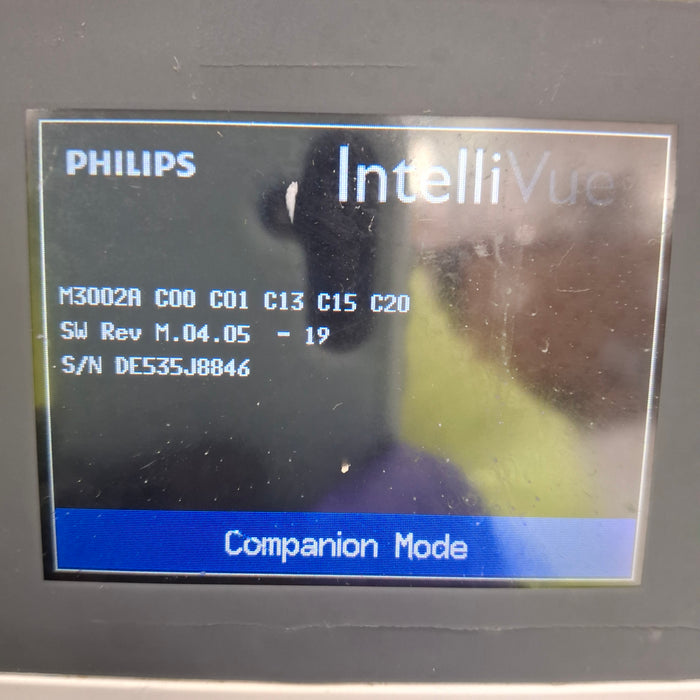 PHILIPS
IntelliVue
M3002A C00 C01 C13 C15 C20
SW Rev M.04.05 - 19
S/N DE535J8846
Companion Mode